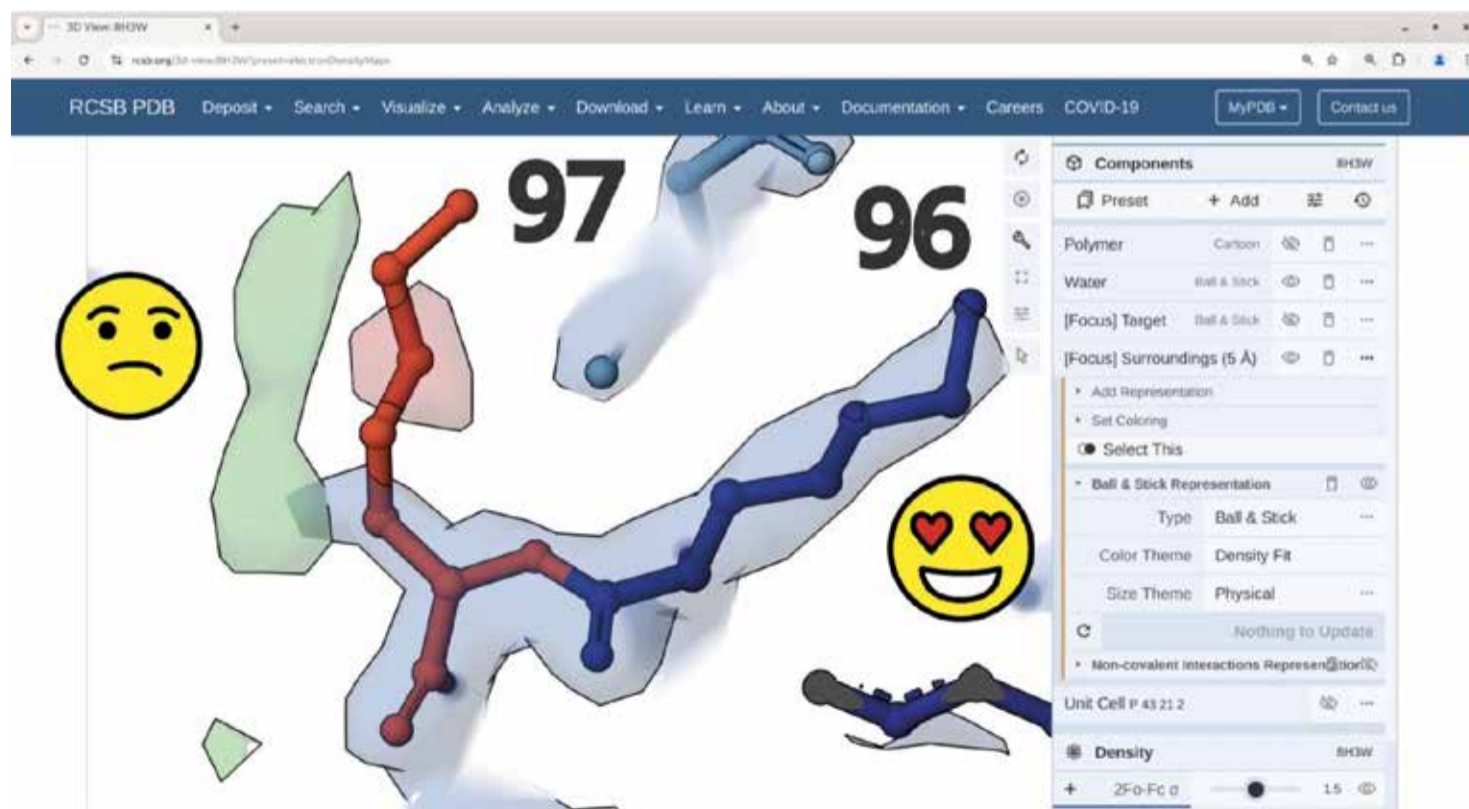 3D View: 8H3W
RCSB PDB Deposit Search Visualize Analyze Download Learn About Documentation Careers COVID-19 MyPDB Contact us
97
96
Components 8H3W
Preset + Add
Polymer Cartoon
Water Ball & Stick
[Focus] Target Ball & Stick
[Focus] Surroundings (5 Å)
Add Representation
Set Coloring
Select This
Ball & Stick Representation
Type Ball & Stick
Color Theme Density Fit
Size Theme Physical
Nothing to Update
Non-covalent Interactions Representation
Unit Cell P 43 21 2
Density 8H3W
+ 2Fo-Fc σ 1.5